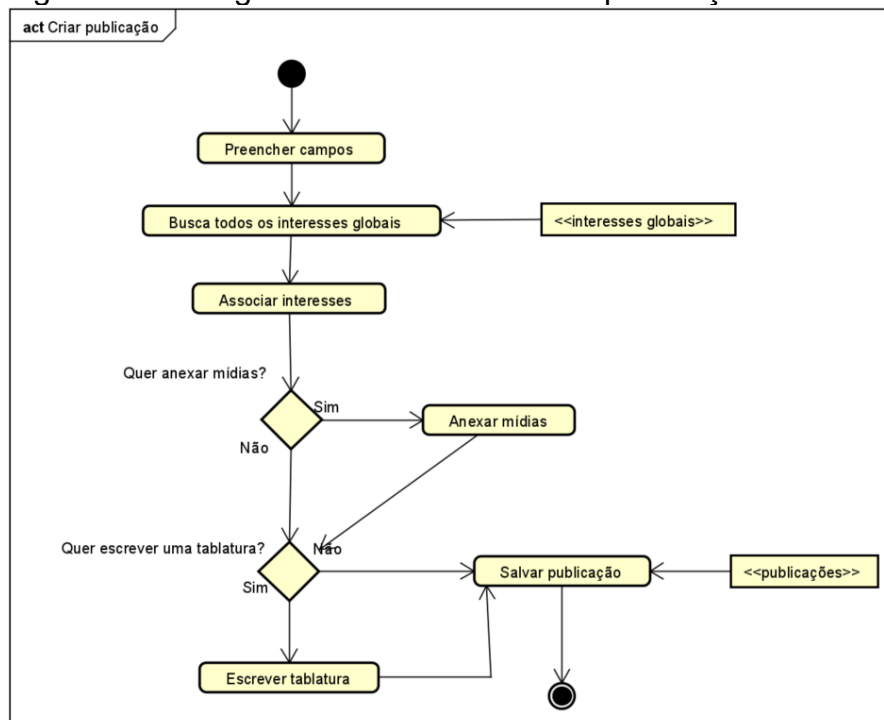 act Criar publicação
Preencher campos
Busca todos os interesses globais
<<interesses globais>>
Associar interesses
Quer anexar mídias?
Sim
Anexar mídias
Não
Quer escrever uma tablatura?
Não
Salvar publicação
<<publicações>>
Sim
Escrever tablatura